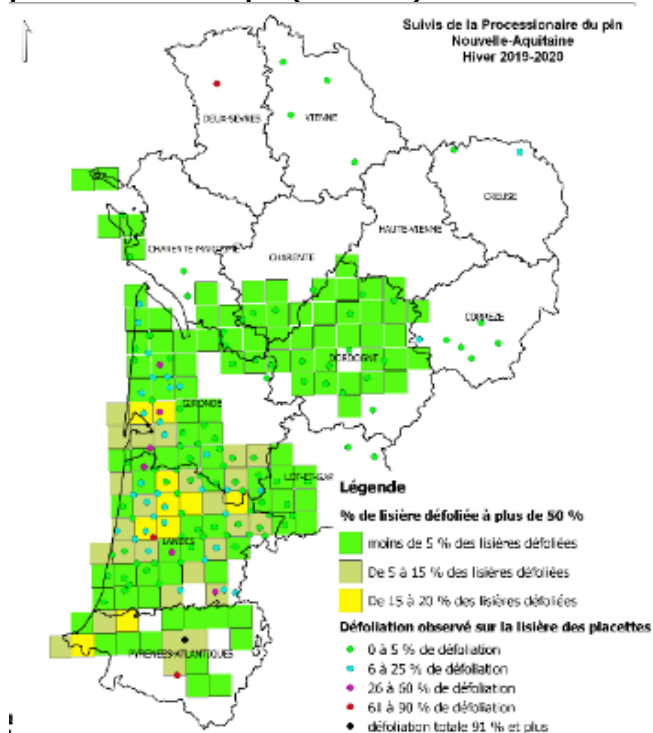 Suivis de la Processionaire du pin
Nouvelle-Aquitaine
Hiver 2019-2020
DEUX-SEVRES
VIENNE
CREUSE
HAUTE-VIENNE
CHARENTE-MARITIME
CHARENTE
CORREZE
DORDOGNE
GIRONDE
LOT-ET-GAR
LANDES
PYRENEES-ATLANTIQUES
Légende
% de lisière défoliée à plus de 50 %
moins de 5 % des lisières défoliées
De 5 à 15 % des lisières défoliées
De 15 à 20 % des lisières défoliées
Défoliation observé sur la lisière des placettes
0 à 5 % de défoliation
6 à 25 % de défoliation
26 à 60 % de défoliation
61 à 90 % de défoliation
défoliation totale 91 % et plus